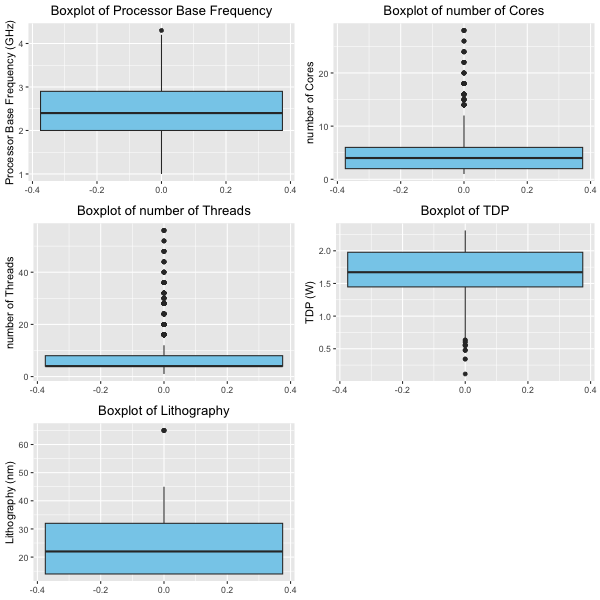 Boxplot of Processor Base Frequency
Processor Base Frequency (GHz)
4
3
2
1
-0.4 -0.2 0.0 0.2 0.4
Boxplot of number of Cores
number of Cores
20
10
0
-0.4 -0.2 0.0 0.2 0.4
Boxplot of number of Threads
number of Threads
40
20
0
-0.4 -0.2 0.0 0.2 0.4
Boxplot of TDP
TDP (W)
2.0
1.5
1.0
0.5
-0.4 -0.2 0.0 0.2 0.4
Boxplot of Lithography
Lithography (nm)
60
50
40
30
20
-0.4 -0.2 0.0 0.2 0.4